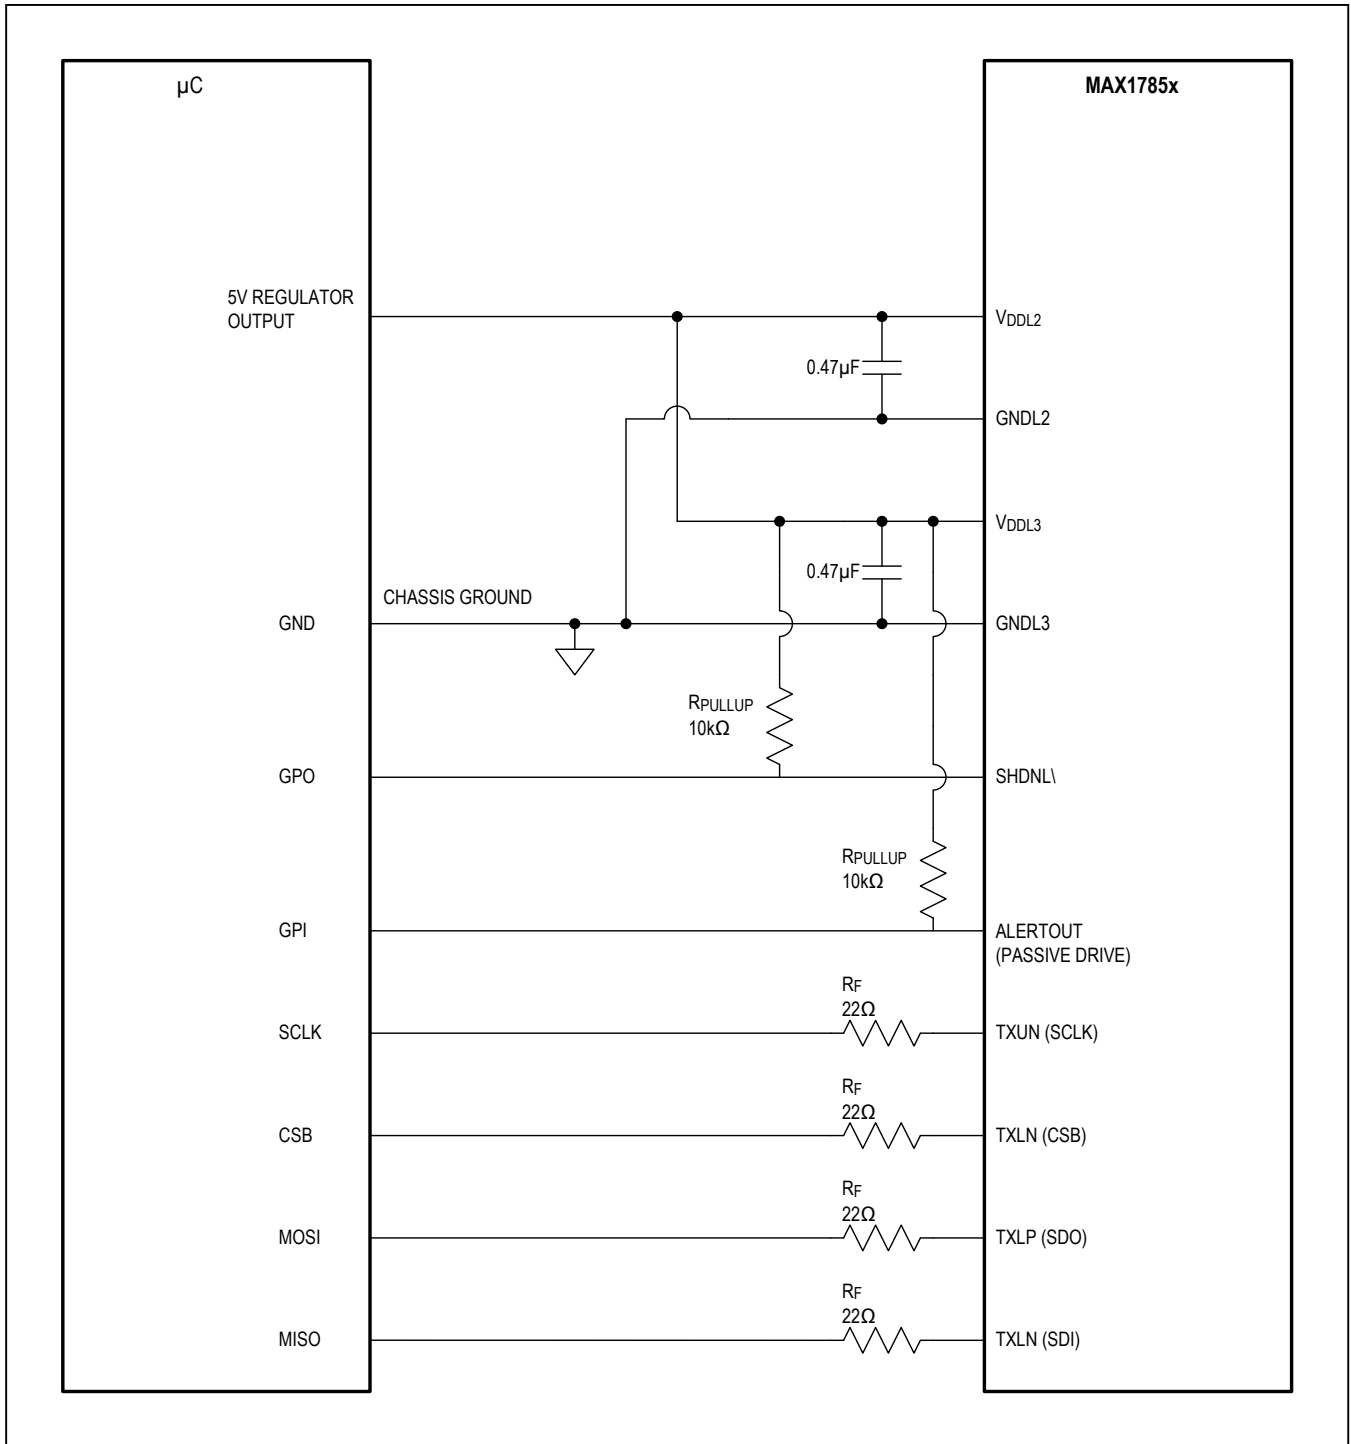 µC
MAX1785x
5V REGULATOR
OUTPUT
VDDL2
0.47µF
GNDL2
VDDL3
0.47µF
CHASSIS GROUND
GND
GNDL3
RPULLUP
10kΩ
GPO
SHDNL\
RPULLUP
10kΩ
GPI
ALERTOUT
(PASSIVE DRIVE)
RF
22Ω
SCLK
TXUN (SCLK)
RF
22Ω
CSB
TXLN (CSB)
RF
22Ω
MOSI
TXLP (SDO)
RF
22Ω
MISO
TXLN (SDI)